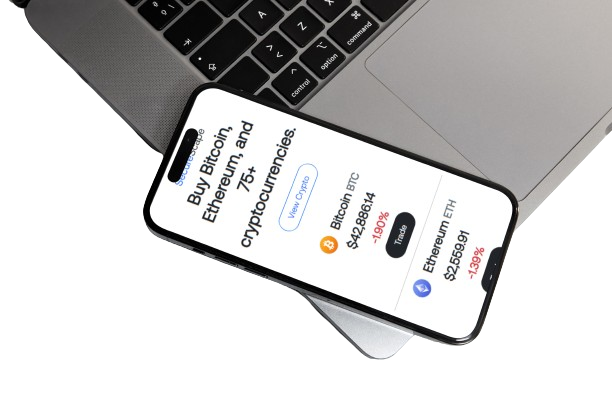 Buy Bitcoin,
Ethereum, and
75+
cryptocurrencies.
View Crypto
Bitcoin BTC
$42,886.14
-1.90%
Trade
Ethereum ETH
$2,559.91
-1.39%
A
Z
X
control
option
command